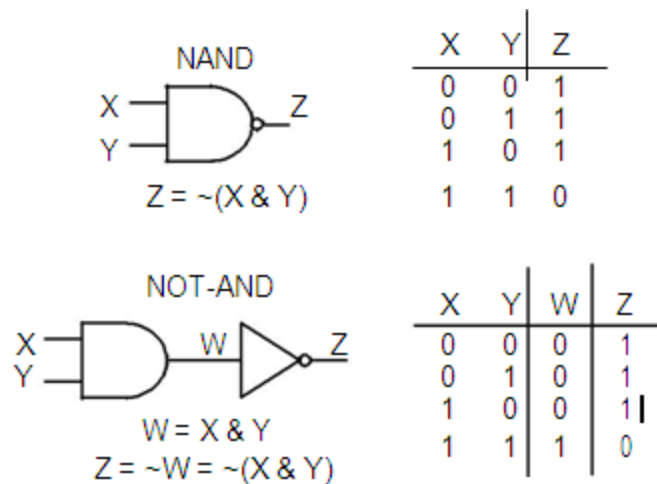 NAND
X
Y
Z
Z = ~(X & Y)
X Y Z
0 0 1
0 1 1
1 0 1
1 1 0
NOT-AND
X
Y
W
Z
W = X & Y
Z = ~W = ~(X & Y)
X Y W Z
0 0 0 1
0 1 0 1
1 0 0 1
1 1 1 0